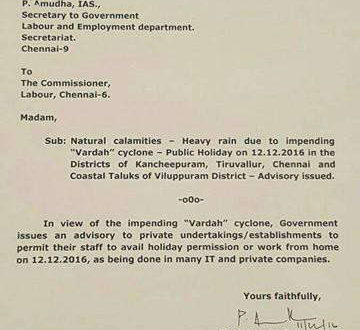 P. Amudha, IAS.,
Secretary to Government
Labour and Employment department.
Secretariat.
Chennai-9
To
The Commissioner,
Labour, Chennai-6.
Madam,
Sub: Natural calamities – Heavy rain due to impending
"Vardah" cyclone – Public Holiday on 12.12.2016 in the
Districts of Kancheepuram, Tiruvallur, Chennai and
Coastal Taluks of Viluppuram District – Advisory issued.
-o0o-
In view of the impending "Vardah" cyclone, Government
issues an advisory to private undertakings/establishments to
permit their staff to avail holiday permission or work from home
on 12.12.2016, as being done in many IT and private companies.
Yours faithfully,